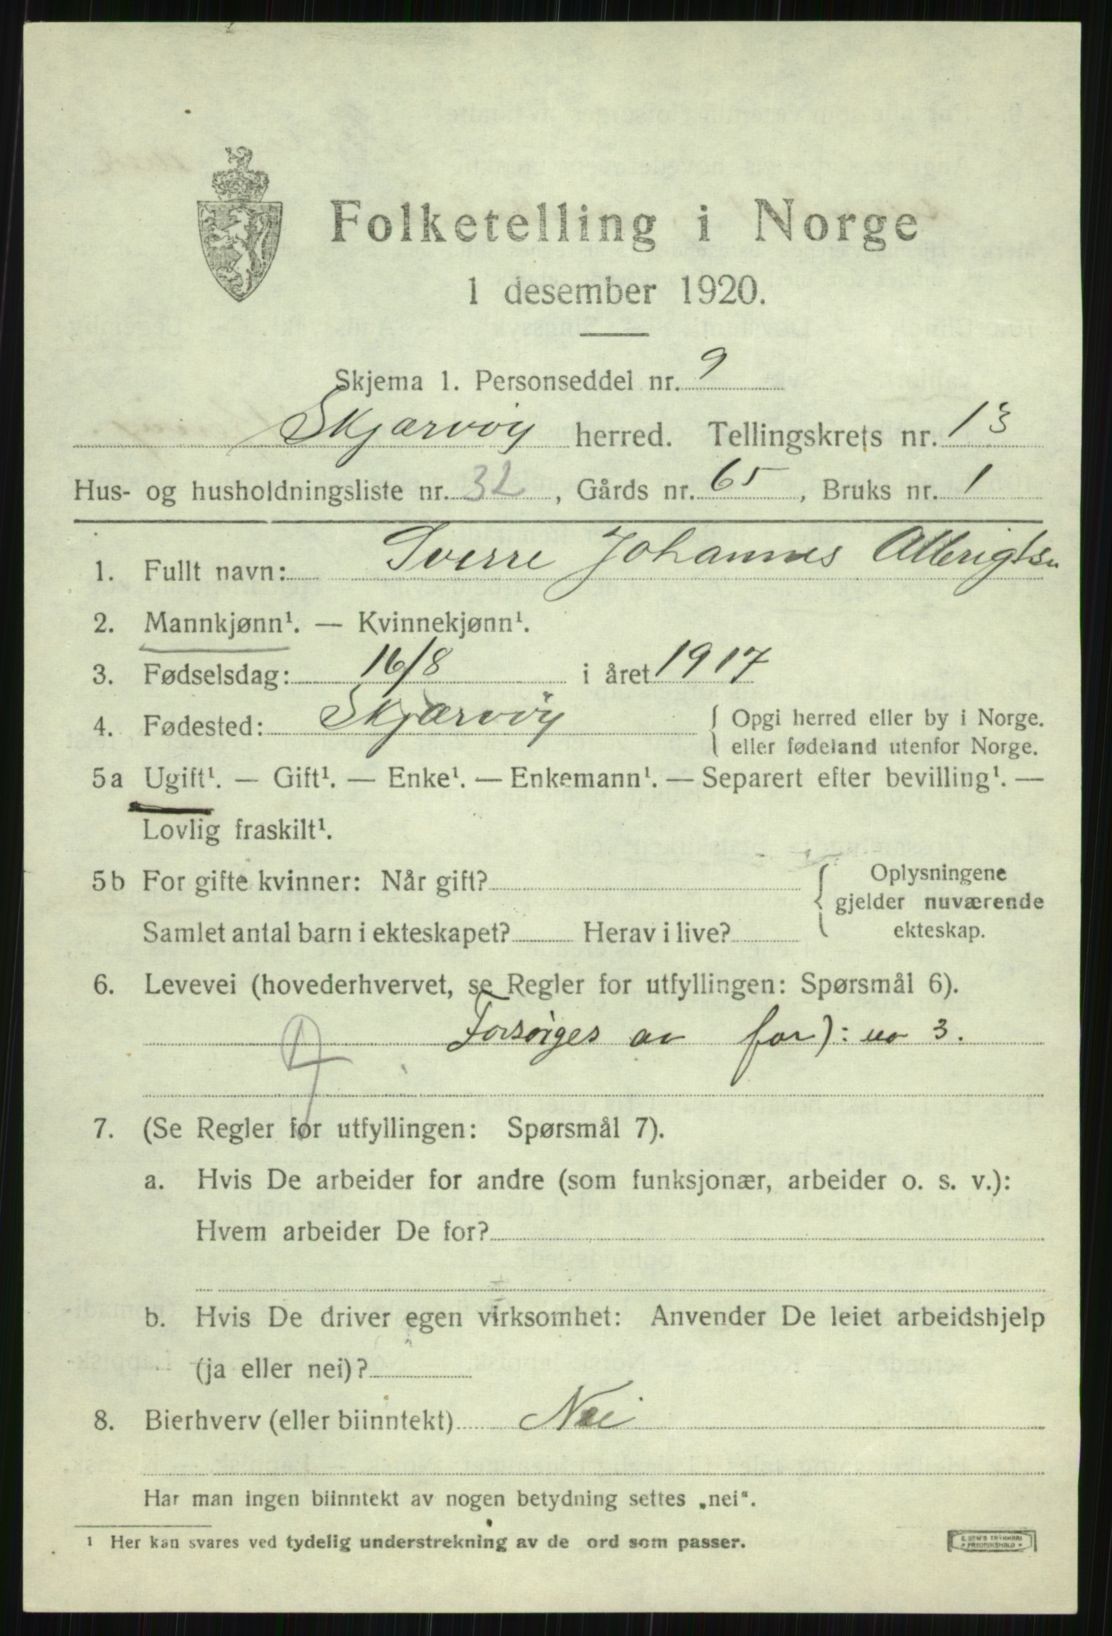 Folketelling i Norge
1 desember 1920.
Skjema 1. Personseddel nr. 9
Skjærvøy herred. Tellingskrets nr. 13
Hus- og husholdningsliste nr. 32, Gårds nr. 65, Bruks nr. 1
1. Fullt navn: Sverre Johannes Albrigtsen
2. Mannkjønn¹. — Kvinnekjønn¹.
3. Fødselsdag: 16/8 i året 1917
4. Fødested: Skjærvøy { Opgi herred eller by i Norge.
eller fødeland utenfor Norge.
5a Ugift¹. — Gift¹. — Enke¹. — Enkemann¹. — Separert efter bevilling¹. —
Lovlig fraskilt¹.
5b For gifte kvinner: Når gift? { Oplysningene
gjelder nuværende
Samlet antal barn i ekteskapet? Herav i live? ekteskap.
6. Levevei (hovederhvervet, se Regler for utfyllingen: Spørsmål 6).
Forsørges av far): no 3.
7. (Se Regler for utfyllingen: Spørsmål 7).
a. Hvis De arbeider for andre (som funksjonær, arbeider o. s. v.):
Hvem arbeider De for?
b. Hvis De driver egen virksomhet: Anvender De leiet arbeidshjelp
(ja eller nei)?
8. Bierhverv (eller biinntekt) Nei
Har man ingen biinntekt av nogen betydning settes „nei".
¹ Her kan svares ved tydelig understrekning av de ord som passer.